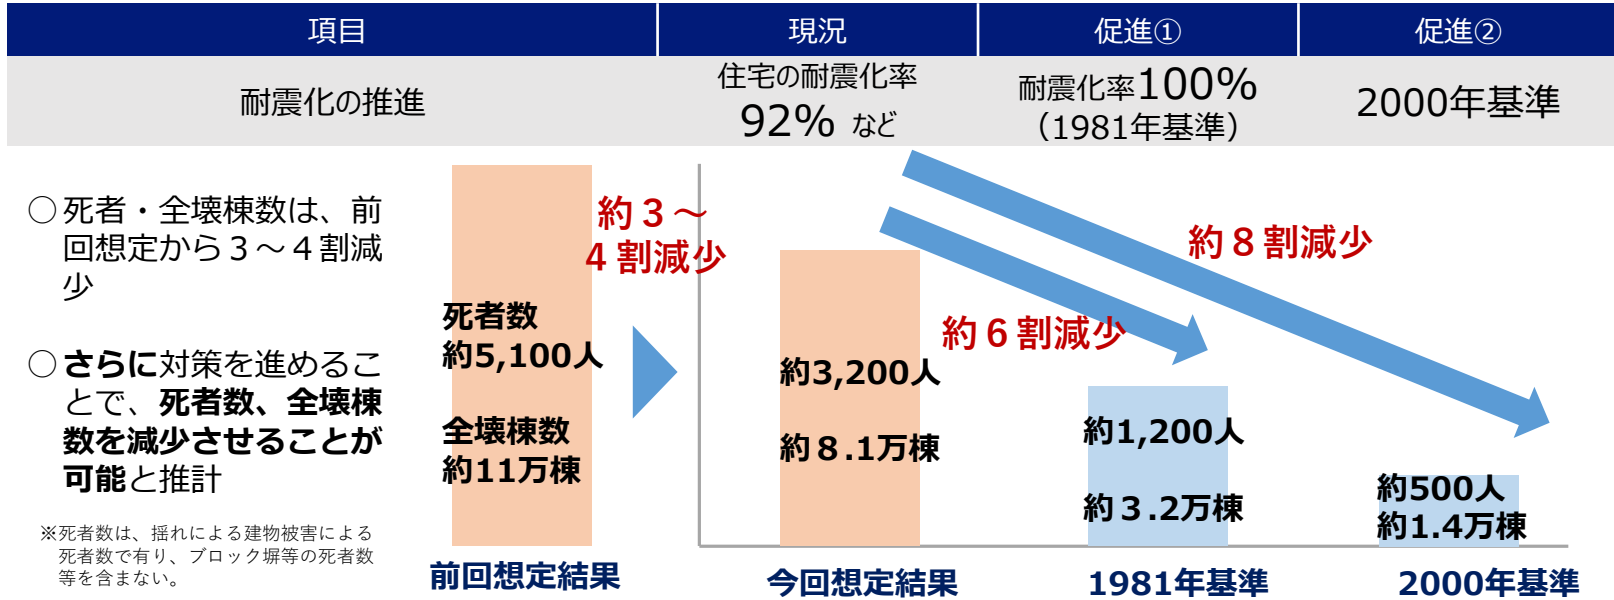 項目 現況 促進① 促進②
耐震化の推進
住宅の耐震化率
92% など
耐震化率100%
（1981年基準）
2000年基準
○死者・全壊棟数は、前
回想定から３～４割減
少
○さらに対策を進めるこ
とで、死者数、全壊棟
数を減少させることが
可能と推計
※死者数は、揺れによる建物被害による
死者数で有り、ブロック塀等の死者数
等を含まない。
死者数
約5,100人
全壊棟数
約11万棟
前回想定結果
約３～
４割減少
約3,200人
約８.1万棟
今回想定結果
約６割減少
約1,200人
約３.2万棟
1981年基準
約８割減少
約500人
約1.4万棟
2000年基準